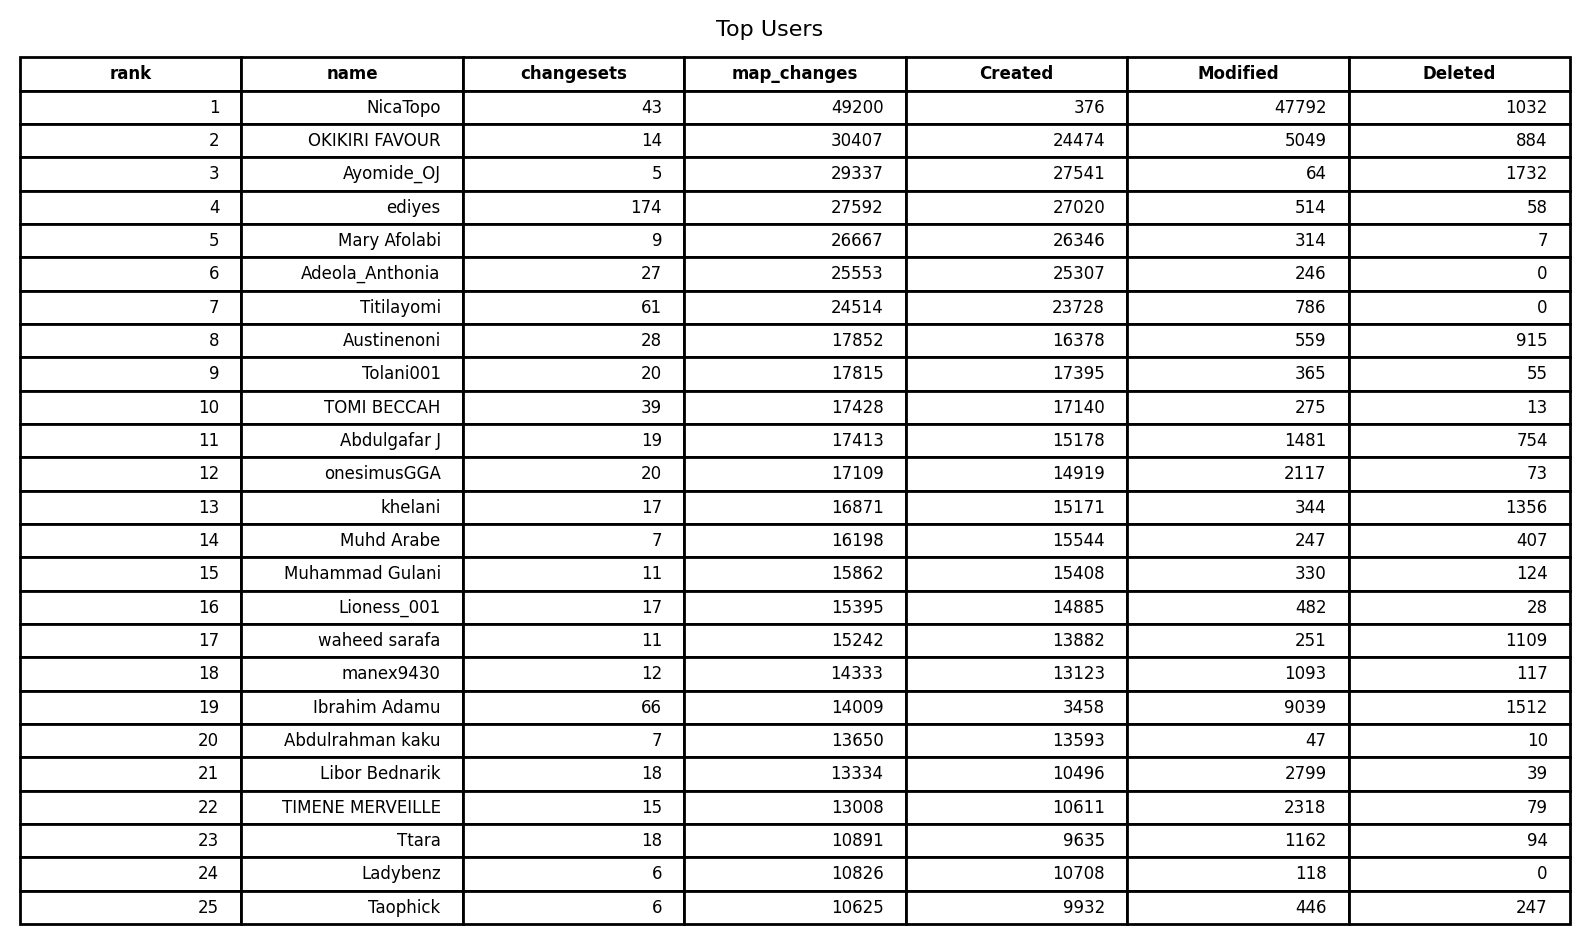 Top Users
rank name changesets map_changes Created Modified Deleted
1 NicaTopo 43 49200 376 47792 1032
2 OKIKIRI FAVOUR 14 30407 24474 5049 884
3 Ayomide_OJ 5 29337 27541 64 1732
4 ediyes 174 27592 27020 514 58
5 Mary Afolabi 9 26667 26346 314 7
6 Adeola_Anthonia 27 25553 25307 246 0
7 Titilayomi 61 24514 23728 786 0
8 Austinenoni 28 17852 16378 559 915
9 Tolani001 20 17815 17395 365 55
10 TOMI BECCAH 39 17428 17140 275 13
11 Abdulgafar J 19 17413 15178 1481 754
12 onesimusGGA 20 17109 14919 2117 73
13 khelani 17 16871 15171 344 1356
14 Muhd Arabe 7 16198 15544 247 407
15 Muhammad Gulani 11 15862 15408 330 124
16 Lioness_001 17 15395 14885 482 28
17 waheed sarafa 11 15242 13882 251 1109
18 manex9430 12 14333 13123 1093 117
19 Ibrahim Adamu 66 14009 3458 9039 1512
20 Abdulrahman kaku 7 13650 13593 47 10
21 Libor Bednarik 18 13334 10496 2799 39
22 TIMENE MERVEILLE 15 13008 10611 2318 79
23 Ttara 18 10891 9635 1162 94
24 Ladybenz 6 10826 10708 118 0
25 Taophick 6 10625 9932 446 247